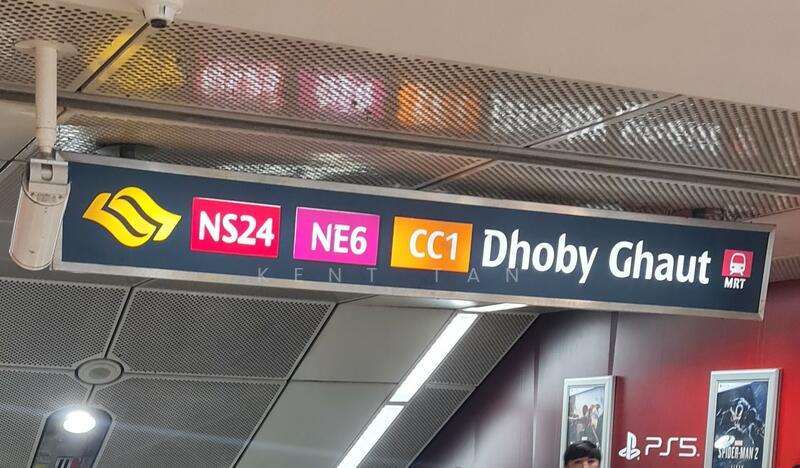 NS24 NE6 CC1 Dhoby Ghaut
MRT
KENT TAN
PS5
SPIDER-MAN 2